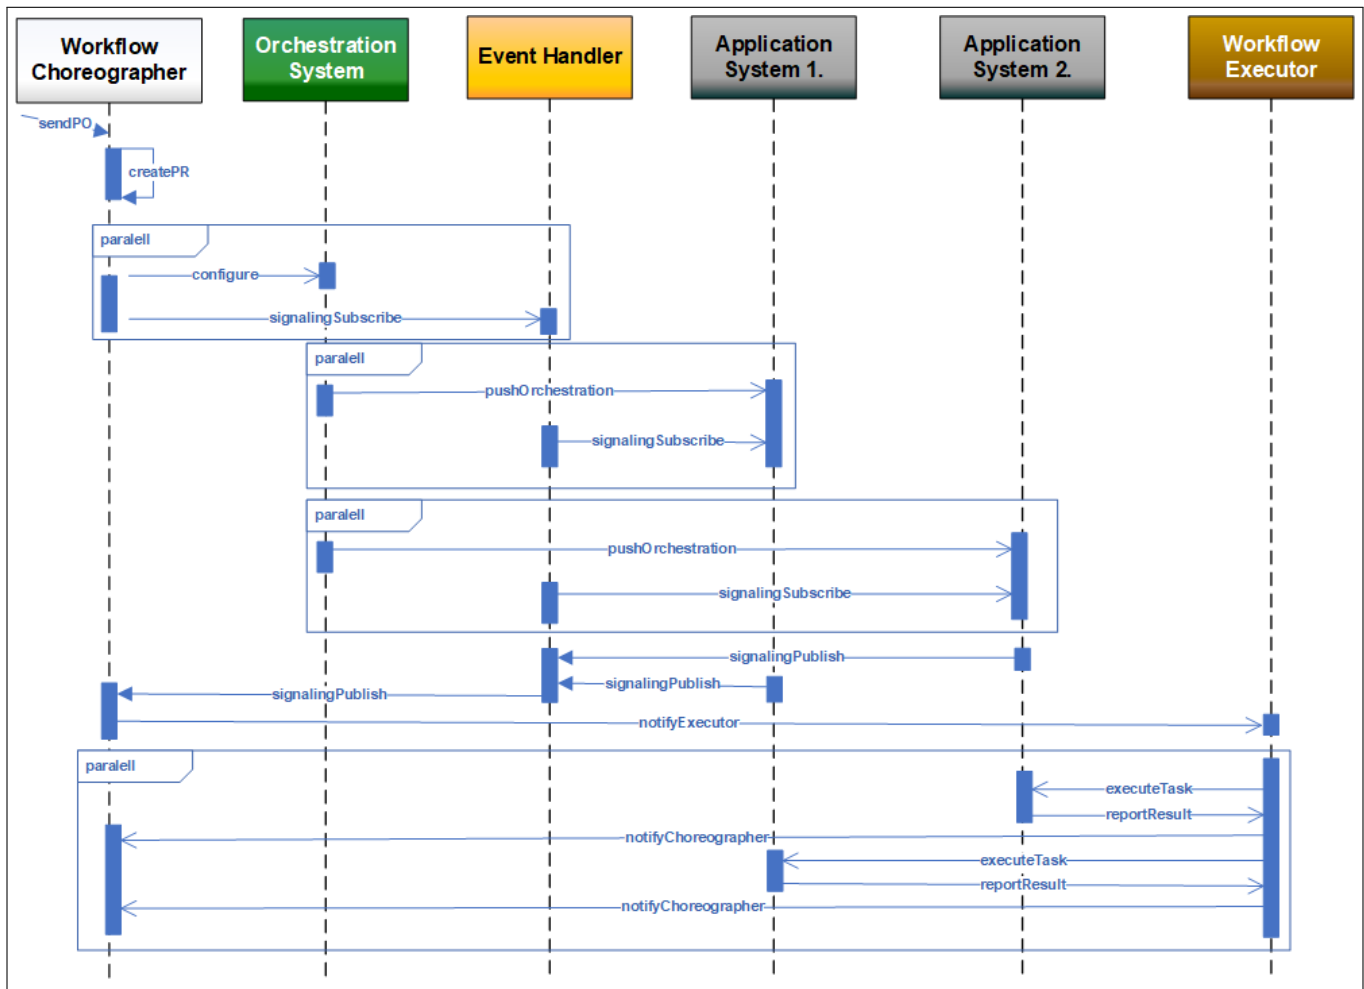 Workflow
Choreographer
Orchestration
System
Event Handler
Application
System 1.
Application
System 2.
Workflow
Executor
sendPO
createPR
paralell
configure
signalingSubscribe
paralell
pushOrchestration
signalingSubscribe
paralell
pushOrchestration
signalingSubscribe
signalingPublish
signalingPublish
signalingPublish
notifyExecutor
paralell
executeTask
reportResult
notifyChoreographer
executeTask
reportResult
notifyChoreographer